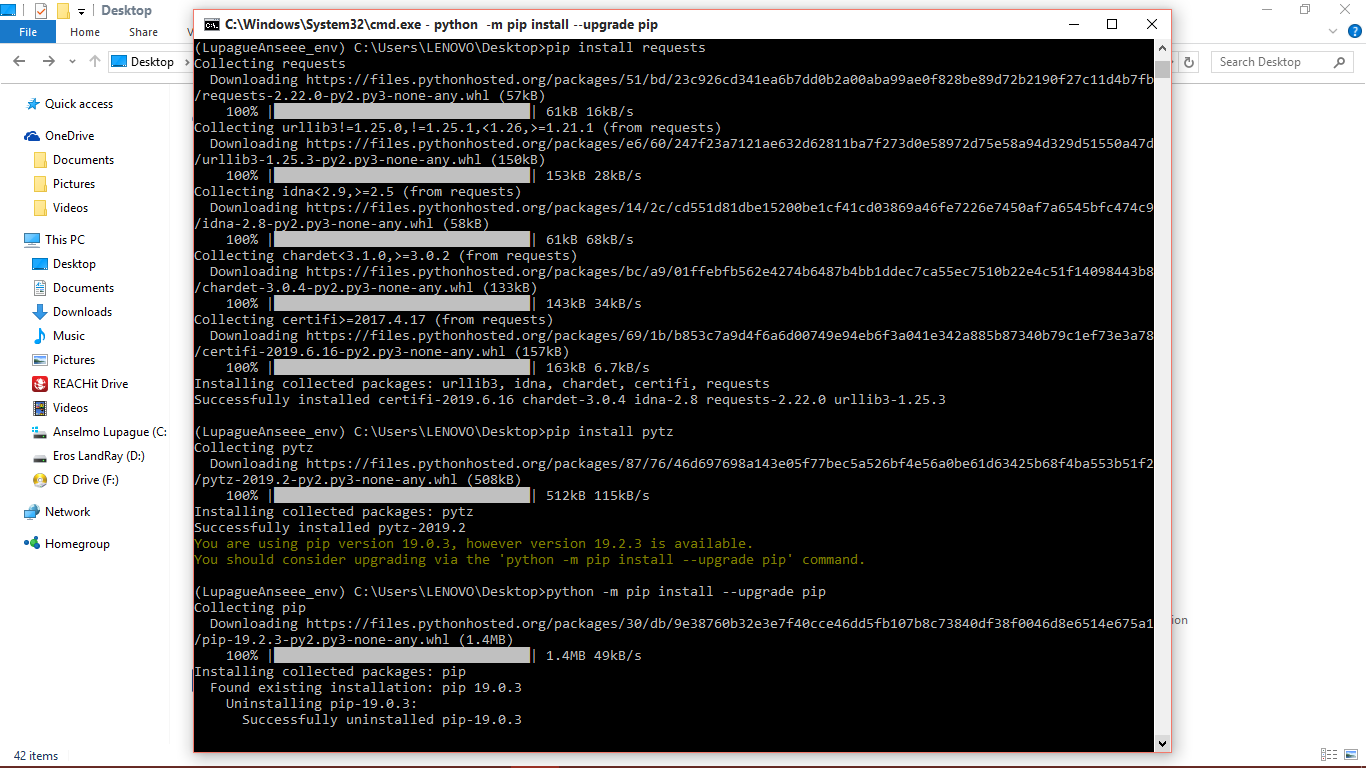 Desktop
File
Home
Share
V
Desktop
Search Desktop
Quick access
OneDrive
Documents
Pictures
Videos
This PC
Desktop
Documents
Downloads
Music
Pictures
REACHit Drive
Videos
Anselmo Lupague (C:
Eros LandRay (D:)
CD Drive (F:)
Network
Homegroup
42 items
ion
C:\Windows\System32\cmd.exe - python  -m pip install --upgrade pip
(LupagueAnseee_env) C:\Users\LENOVO\Desktop>pip install requests
Collecting requests
  Downloading https://files.pythonhosted.org/packages/51/bd/23c926cd341ea6b7dd0b2a00aba99ae0f828be89d72b2190f27c11d4b7fb
/requests-2.22.0-py2.py3-none-any.whl (57kB)
    100% |████████████████████████████████| 61kB 16kB/s
Collecting urllib3!=1.25.0,!=1.25.1,<1.26,>=1.21.1 (from requests)
  Downloading https://files.pythonhosted.org/packages/e6/60/247f23a7121ae632d62811ba7f273d0e58972d75e58a94d329d51550a47d
/urllib3-1.25.3-py2.py3-none-any.whl (150kB)
    100% |████████████████████████████████| 153kB 28kB/s
Collecting idna<2.9,>=2.5 (from requests)
  Downloading https://files.pythonhosted.org/packages/14/2c/cd551d81dbe15200be1cf41cd03869a46fe7226e7450af7a6545bfc474c9
/idna-2.8-py2.py3-none-any.whl (58kB)
    100% |████████████████████████████████| 61kB 68kB/s
Collecting chardet<3.1.0,>=3.0.2 (from requests)
  Downloading https://files.pythonhosted.org/packages/bc/a9/01ffebfb562e4274b6487b4bb1ddec7ca55ec7510b22e4c51f14098443b8
/chardet-3.0.4-py2.py3-none-any.whl (133kB)
    100% |████████████████████████████████| 143kB 34kB/s
Collecting certifi>=2017.4.17 (from requests)
  Downloading https://files.pythonhosted.org/packages/69/1b/b853c7a9d4f6a6d00749e94eb6f3a041e342a885b87340b79c1ef73e3a78
/certifi-2019.6.16-py2.py3-none-any.whl (157kB)
    100% |████████████████████████████████| 163kB 6.7kB/s
Installing collected packages: urllib3, idna, chardet, certifi, requests
Successfully installed certifi-2019.6.16 chardet-3.0.4 idna-2.8 requests-2.22.0 urllib3-1.25.3
(LupagueAnseee_env) C:\Users\LENOVO\Desktop>pip install pytz
Collecting pytz
  Downloading https://files.pythonhosted.org/packages/87/76/46d697698a143e05f77bec5a526bf4e56a0be61d63425b68f4ba553b51f2
/pytz-2019.2-py2.py3-none-any.whl (508kB)
    100% |████████████████████████████████| 512kB 115kB/s
Installing collected packages: pytz
Successfully installed pytz-2019.2
You are using pip version 19.0.3, however version 19.2.3 is available.
You should consider upgrading via the 'python -m pip install --upgrade pip' command.
(LupagueAnseee_env) C:\Users\LENOVO\Desktop>python -m pip install --upgrade pip
Collecting pip
  Downloading https://files.pythonhosted.org/packages/30/db/9e38760b32e3e7f40cce46dd5fb107b8c73840df38f0046d8e6514e675a1
/pip-19.2.3-py2.py3-none-any.whl (1.4MB)
    100% |████████████████████████████████| 1.4MB 49kB/s
Installing collected packages: pip
  Found existing installation: pip 19.0.3
    Uninstalling pip-19.0.3:
      Successfully uninstalled pip-19.0.3